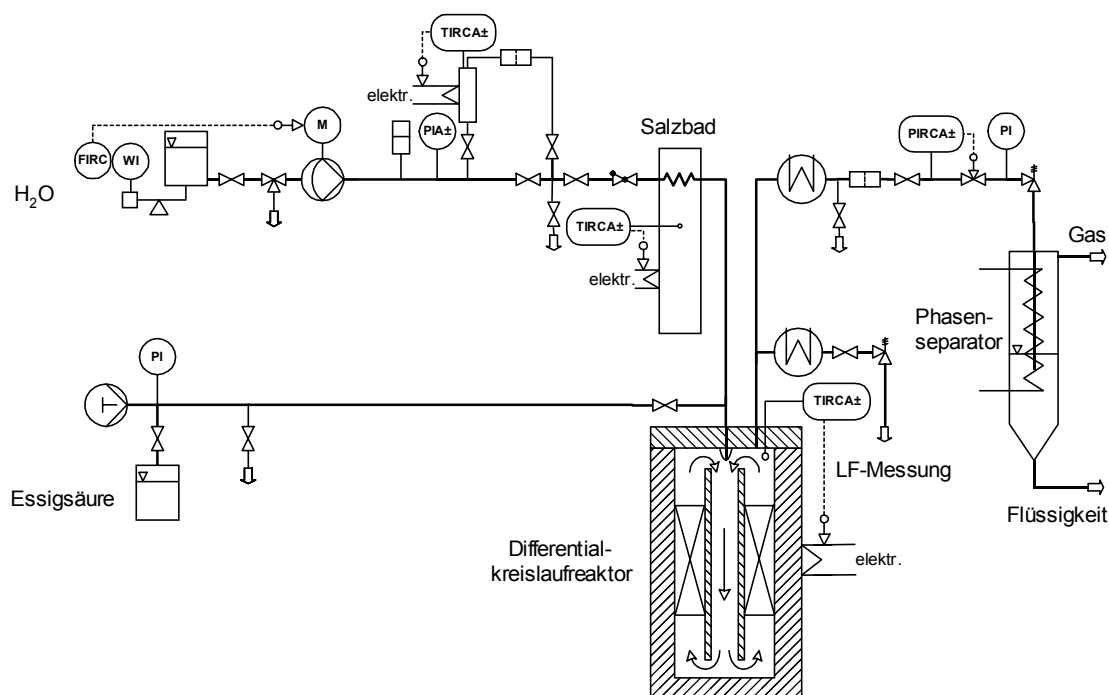 TIRCA±
elektr.
M
PIA±
FIRC
WI
H₂O
Salzbad
TIRCA±
elektr.
PIRCA±
PI
Gas
Phasen-
separator
PI
TIRCA±
LF-Messung
Essigsäure
Flüssigkeit
Differential-
kreislaufreaktor
elektr.